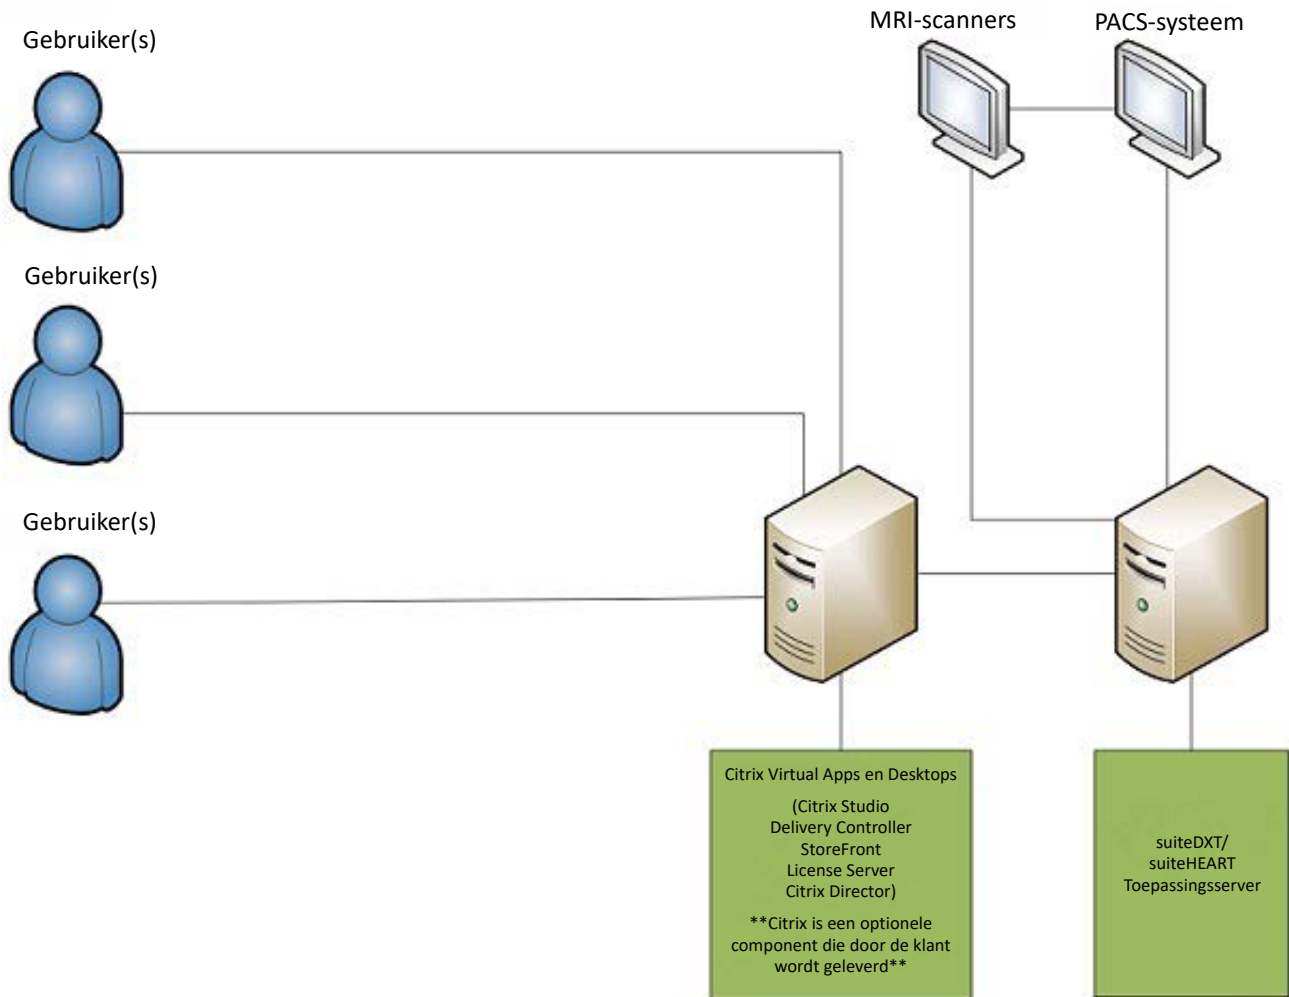 MRI-scanners
PACS-systeem
Gebruiker(s)
Gebruiker(s)
Gebruiker(s)
Citrix Virtual Apps en Desktops
(Citrix Studio
Delivery Controller
StoreFront
License Server
Citrix Director)
**Citrix is een optionele
component die door de klant
wordt geleverd**
suiteDXT/
suiteHEART
Toepassingsserver